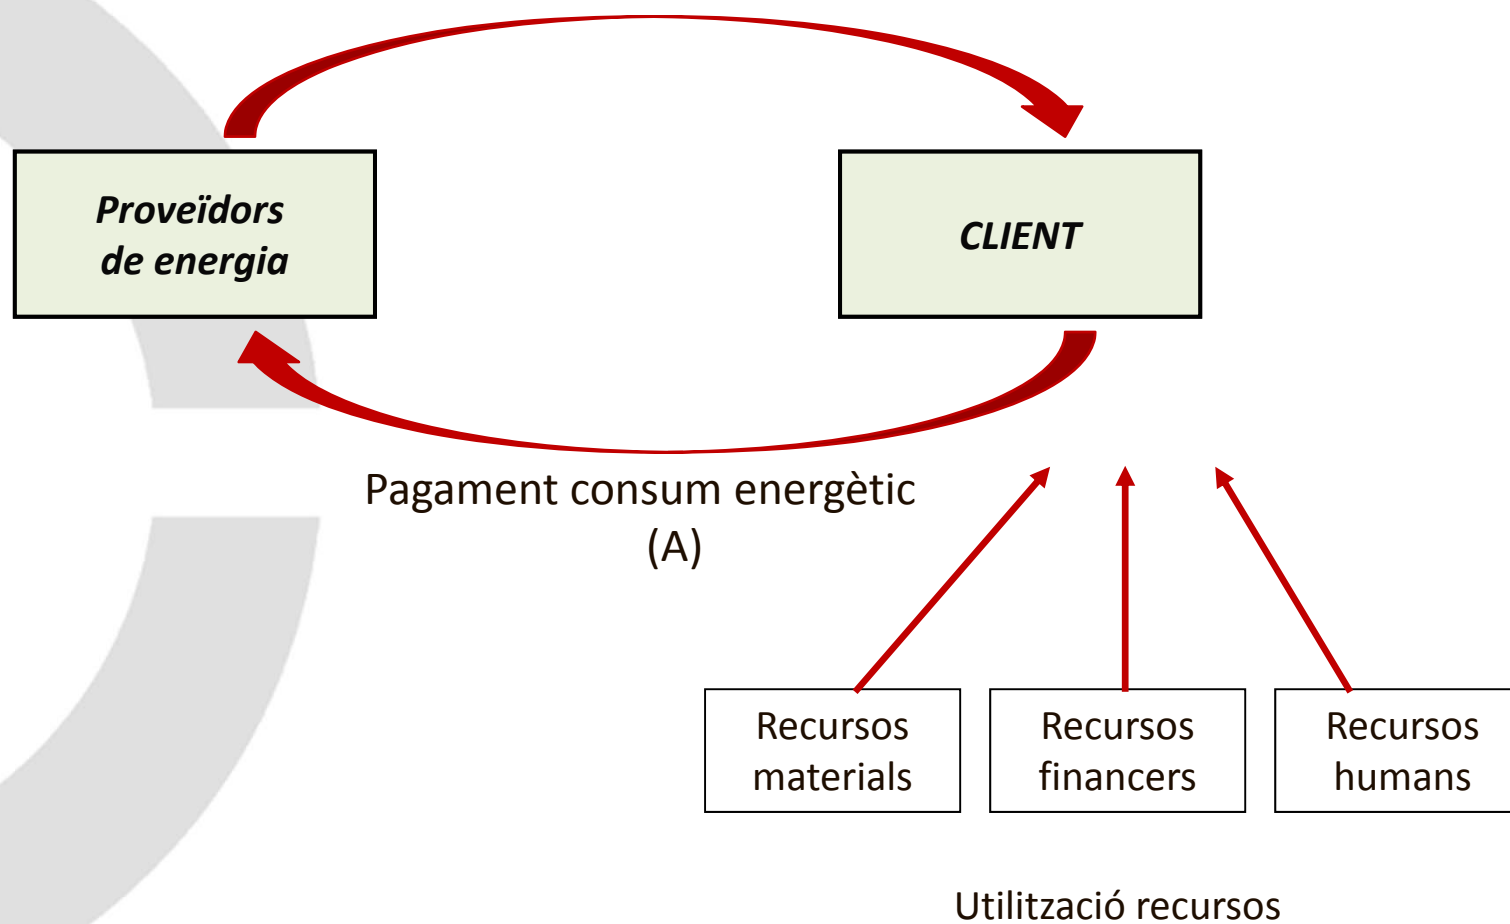 Proveïdors
de energia
CLIENT
Pagament consum energètic
(A)
Recursos
materials
Recursos
financers
Recursos
humans
Utilització recursos